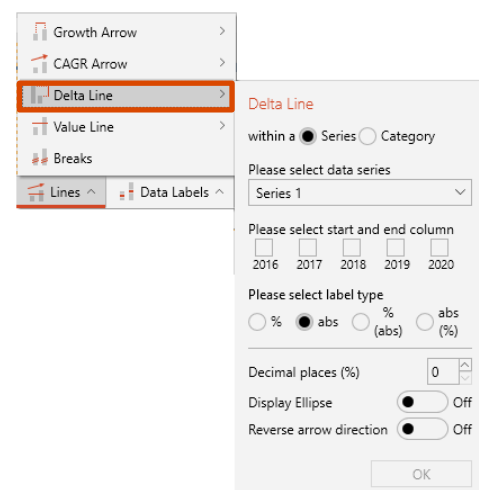 Growth Arrow
CAGR Arrow
Delta Line
Value Line
Breaks
Lines
Data Labels
Delta Line
within a Series Category
Please select data series
Series 1
Please select start and end column
2016 2017 2018 2019 2020
Please select label type
% abs % (abs) abs (%)
Decimal places (%) 0
Display Ellipse Off
Reverse arrow direction Off
OK